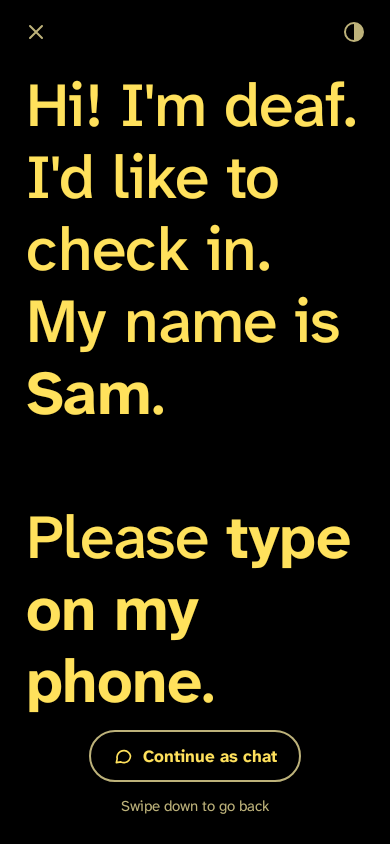 Hi! I'm deaf.
I'd like to
check in.
My name is
Sam.
Please type
on my
phone.
Continue as chat
Swipe down to go back